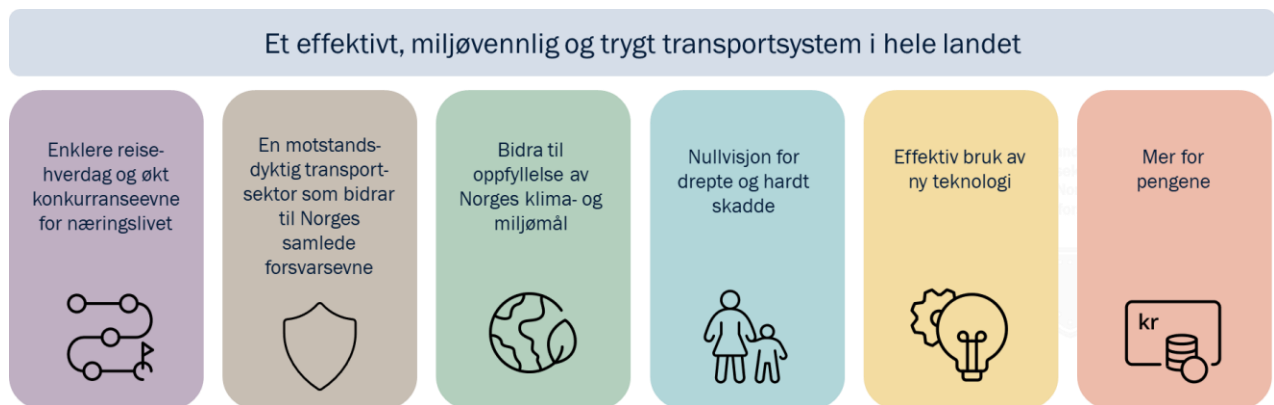 Et effektivt, miljøvennlig og trygt transportsystem i hele landet
Enklere reise-
hverdag og økt
konkurranseevne
for næringslivet
En motstands-
dyktig transport-
sektor som bidrar
til Norges
samlede
forsvarsevne
Bidra til
oppfyllelse av
Norges klima- og
miljømål
Nullvisjon for
drepte og hardt
skadde
Effektiv bruk av
ny teknologi
Mer for
pengene
kr